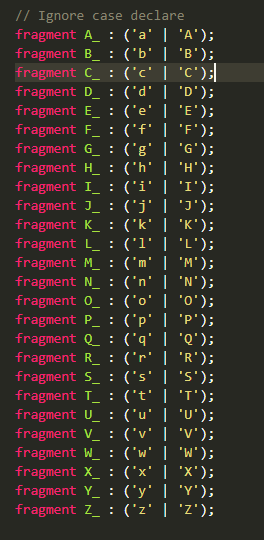 // Ignore case declare
fragment A_ : ('a' | 'A');
fragment B_ : ('b' | 'B');
fragment C_ : ('c' | 'C');
fragment D_ : ('d' | 'D');
fragment E_ : ('e' | 'E');
fragment F_ : ('f' | 'F');
fragment G_ : ('g' | 'G');
fragment H_ : ('h' | 'H');
fragment I_ : ('i' | 'I');
fragment J_ : ('j' | 'J');
fragment K_ : ('k' | 'K');
fragment L_ : ('l' | 'L');
fragment M_ : ('m' | 'M');
fragment N_ : ('n' | 'N');
fragment O_ : ('o' | 'O');
fragment P_ : ('p' | 'P');
fragment Q_ : ('q' | 'Q');
fragment R_ : ('r' | 'R');
fragment S_ : ('s' | 'S');
fragment T_ : ('t' | 'T');
fragment U_ : ('u' | 'U');
fragment V_ : ('v' | 'V');
fragment W_ : ('w' | 'W');
fragment X_ : ('x' | 'X');
fragment Y_ : ('y' | 'Y');
fragment Z_ : ('z' | 'Z');